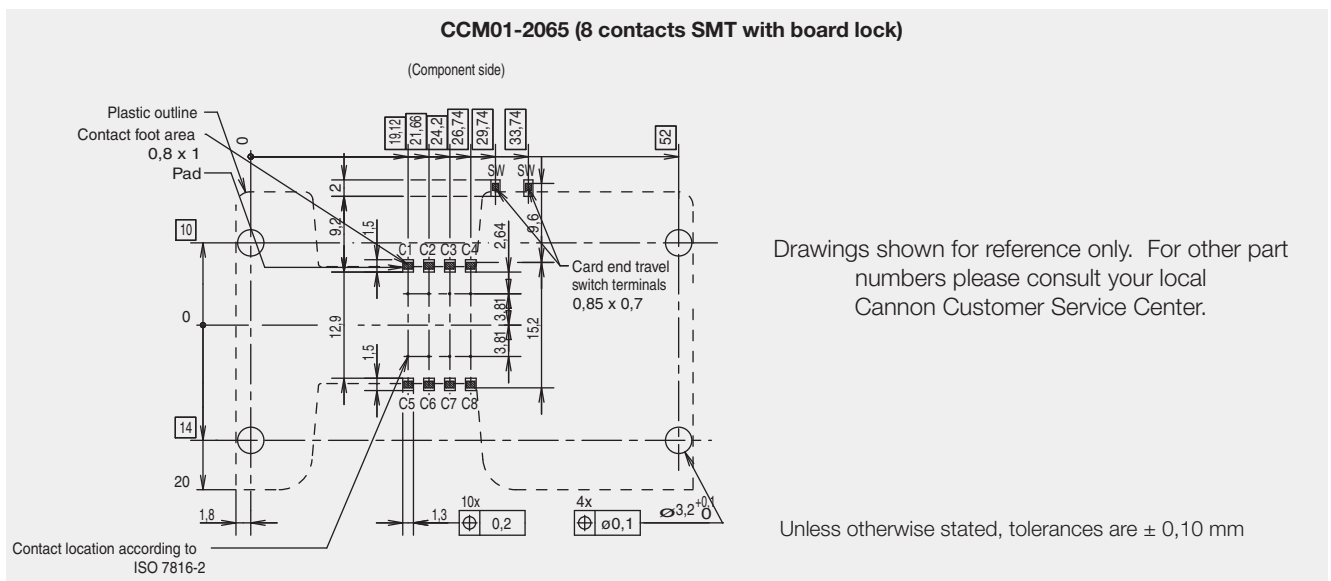 CCM01-2065 (8 contacts SMT with board lock)
(Component side)
Plastic outline
Contact foot area
0,8 x 1
Pad
0
19,12
21,66
24,2
26,74
29,74
33,74
52
SW
SW
2
9,2
1,5
2,64
9,6
10
C1 C2 C3 C4
Card end travel
switch terminals
0,85 x 0,7
0
12,9
3,81
3,81
15,2
1,5
C5 C6 C7 C8
14
20
1,8
1,3
10x
0,2
4x
ø0,1
ø3,2 +0,1
0
Contact location according to
ISO 7816-2
Drawings shown for reference only. For other part
numbers please consult your local
Cannon Customer Service Center.
Unless otherwise stated, tolerances are ± 0,10 mm